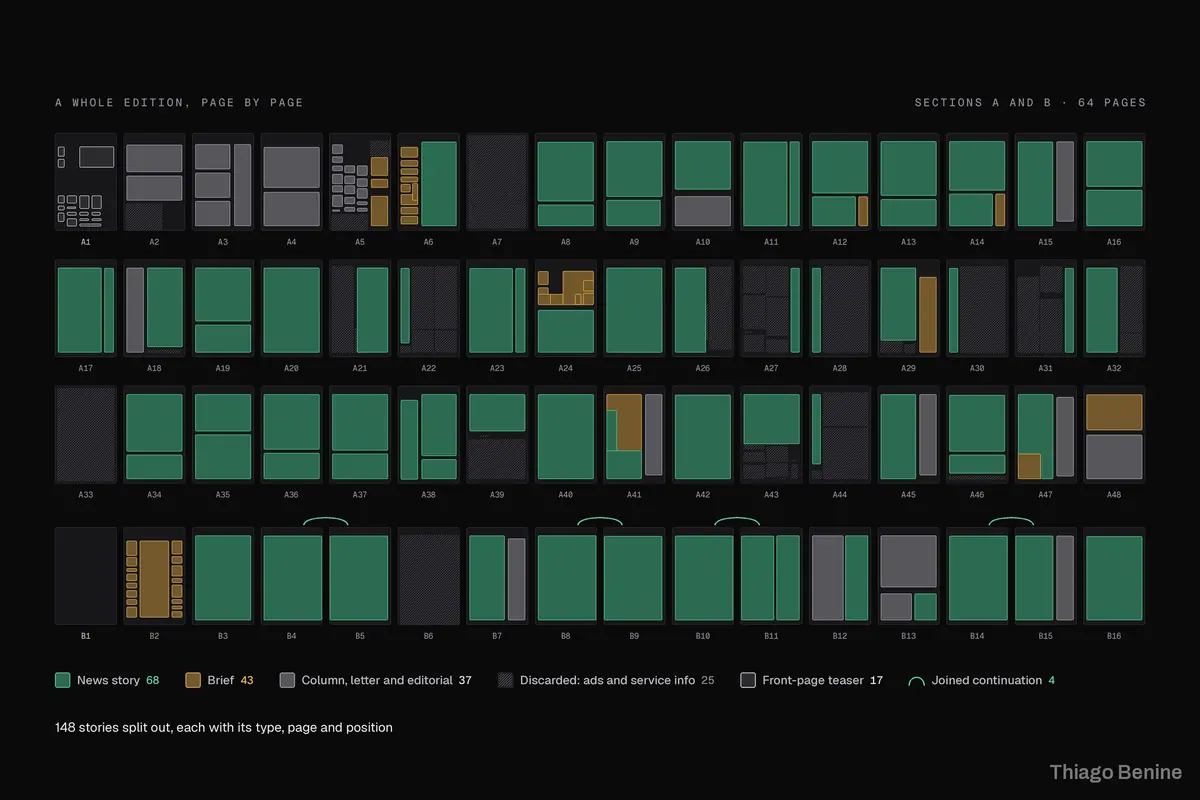 A WHOLE EDITION, PAGE BY PAGE
SECTIONS A AND B · 64 PAGES
A1 A2 A3 A4 A5 A6 A7 A8 A9 A10 A11 A12 A13 A14 A15 A16
A17 A18 A19 A20 A21 A22 A23 A24 A25 A26 A27 A28 A29 A30 A31 A32
A33 A34 A35 A36 A37 A38 A39 A40 A41 A42 A43 A44 A45 A46 A47 A48
B1 B2 B3 B4 B5 B6 B7 B8 B9 B10 B11 B12 B13 B14 B15 B16
News story 68 Brief 43 Column, letter and editorial 37 Discarded: ads and service info 25 Front-page teaser 17 Joined continuation 4
148 stories split out, each with its type, page and position
Thiago Benine